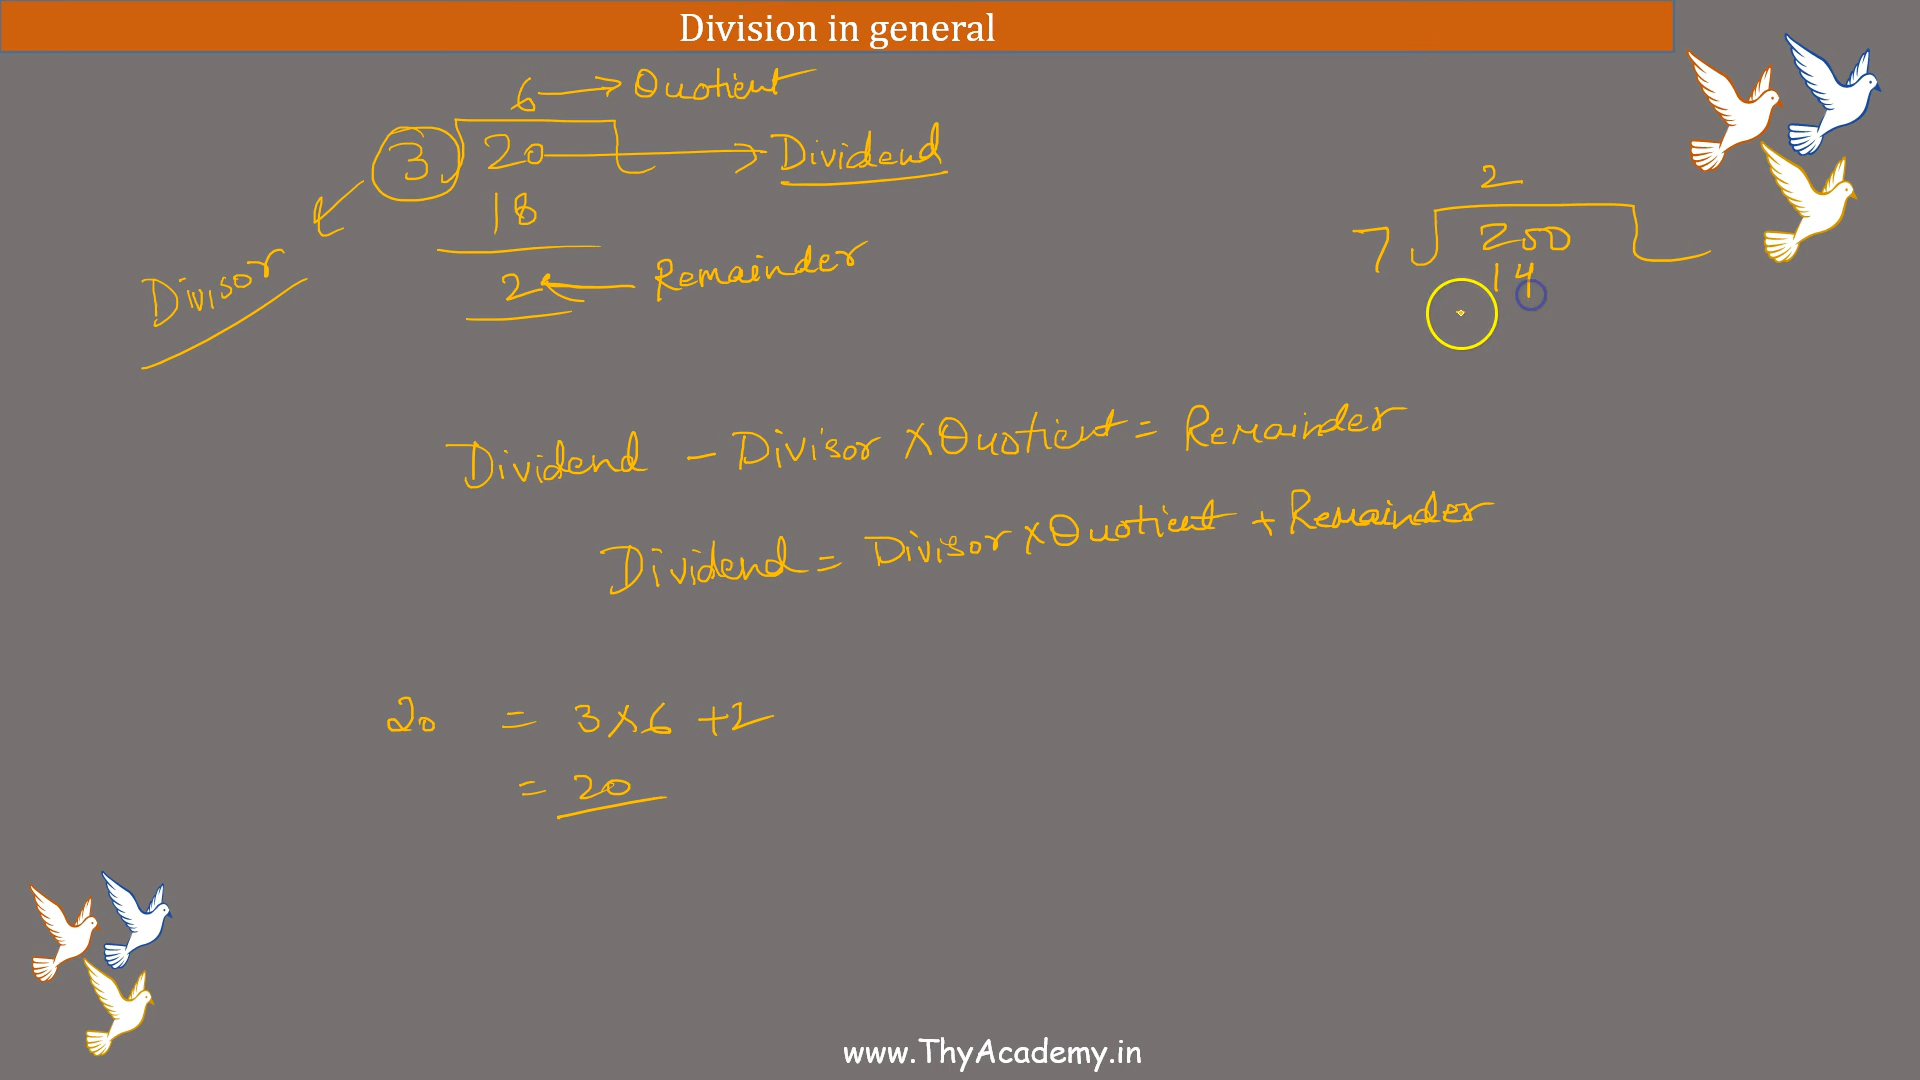 Division in general
6 → Quotient
3 20 → Dividend
18
Divisor
2 ← Remainder
2
7 200
14
Dividend - Divisor × Quotient = Remainder
Dividend = Divisor × Quotient + Remainder
20 = 3 × 6 + 2
= 20
www.ThyAcademy.in